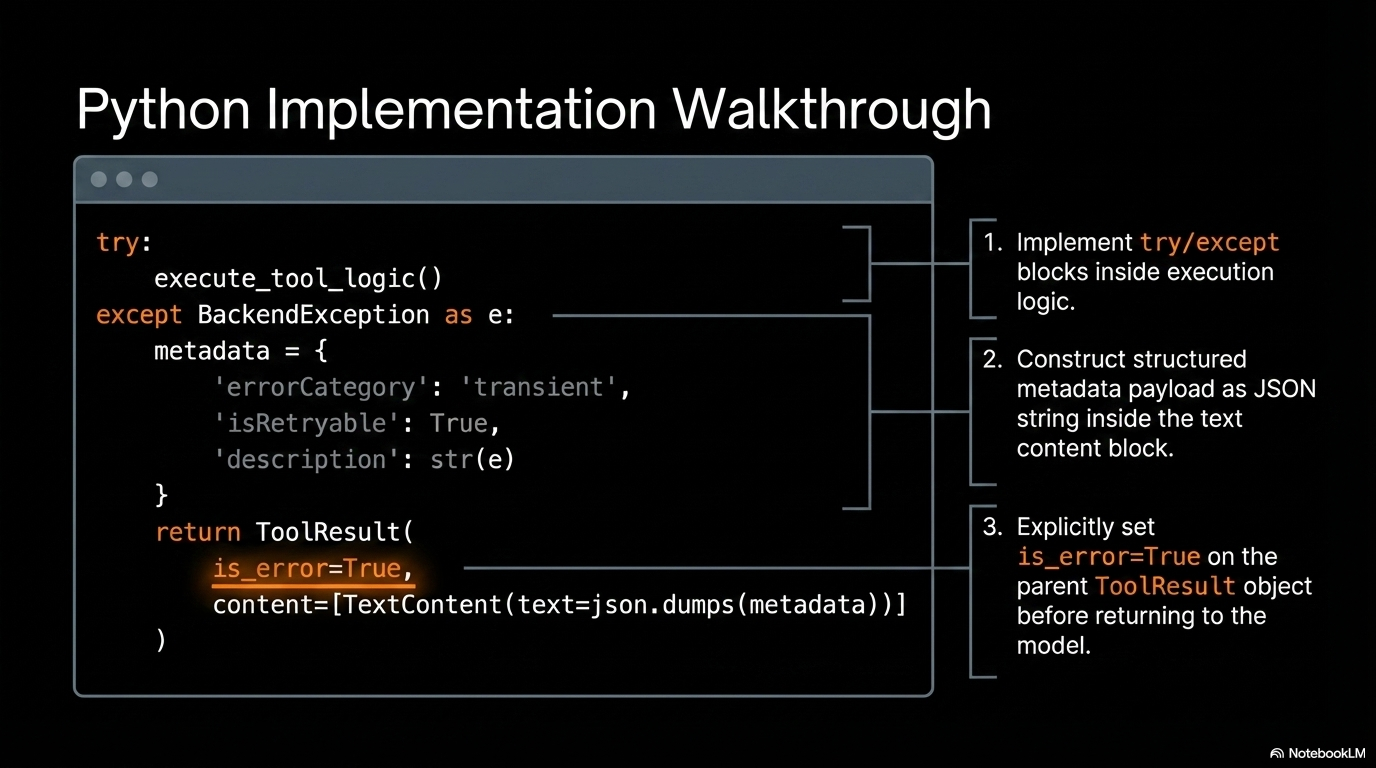 Python Implementation Walkthrough
try:
    execute_tool_logic()
except BackendException as e:
    metadata = {
        'errorCategory': 'transient',
        'isRetryable': True,
        'description': str(e)
    }
    return ToolResult(
        is_error=True,
        content=[TextContent(text=json.dumps(metadata))]
    )
1. Implement try/except
blocks inside execution
logic.
2. Construct structured
metadata payload as JSON
string inside the text
content block.
3. Explicitly set
is_error=True on the
parent ToolResult object
before returning to the
model.
NotebookLM